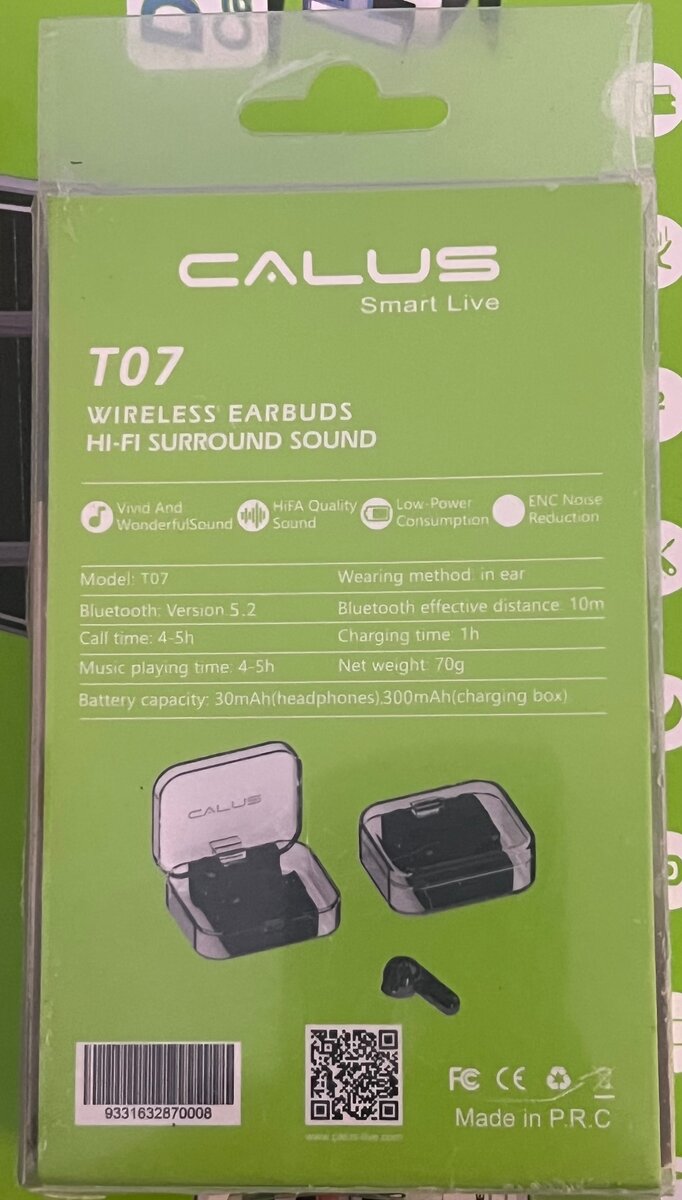 CALUS
Smart Live
T07
WIRELESS EARBUDS
HI-FI SURROUND SOUND
Vivid And
WonderfulSound
HiFA Quality
Sound
Low-Power
Consumption
ENC Noise
Reduction
Model: T07
Wearing method: in ear
Bluetooth: Version 5.2
Bluetooth effective distance: 10m
Call time: 4-5h
Charging time: 1h
Music playing time: 4-5h
Net weight: 70g
Battery capacity: 30mAh(headphones),300mAh(charging box)
CALUS
9331632870008
FC CE
Made in P.R.C